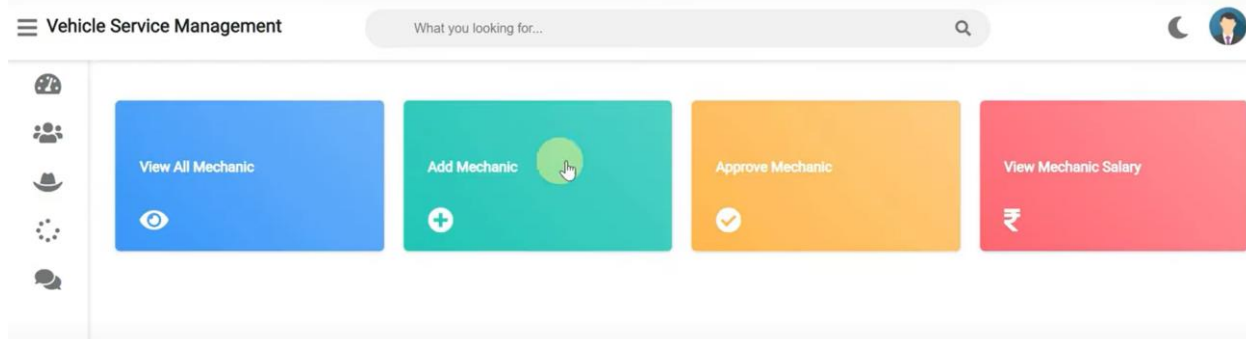 Vehicle Service Management
What you looking for...
View All Mechanic
Add Mechanic
Approve Mechanic
View Mechanic Salary
₹